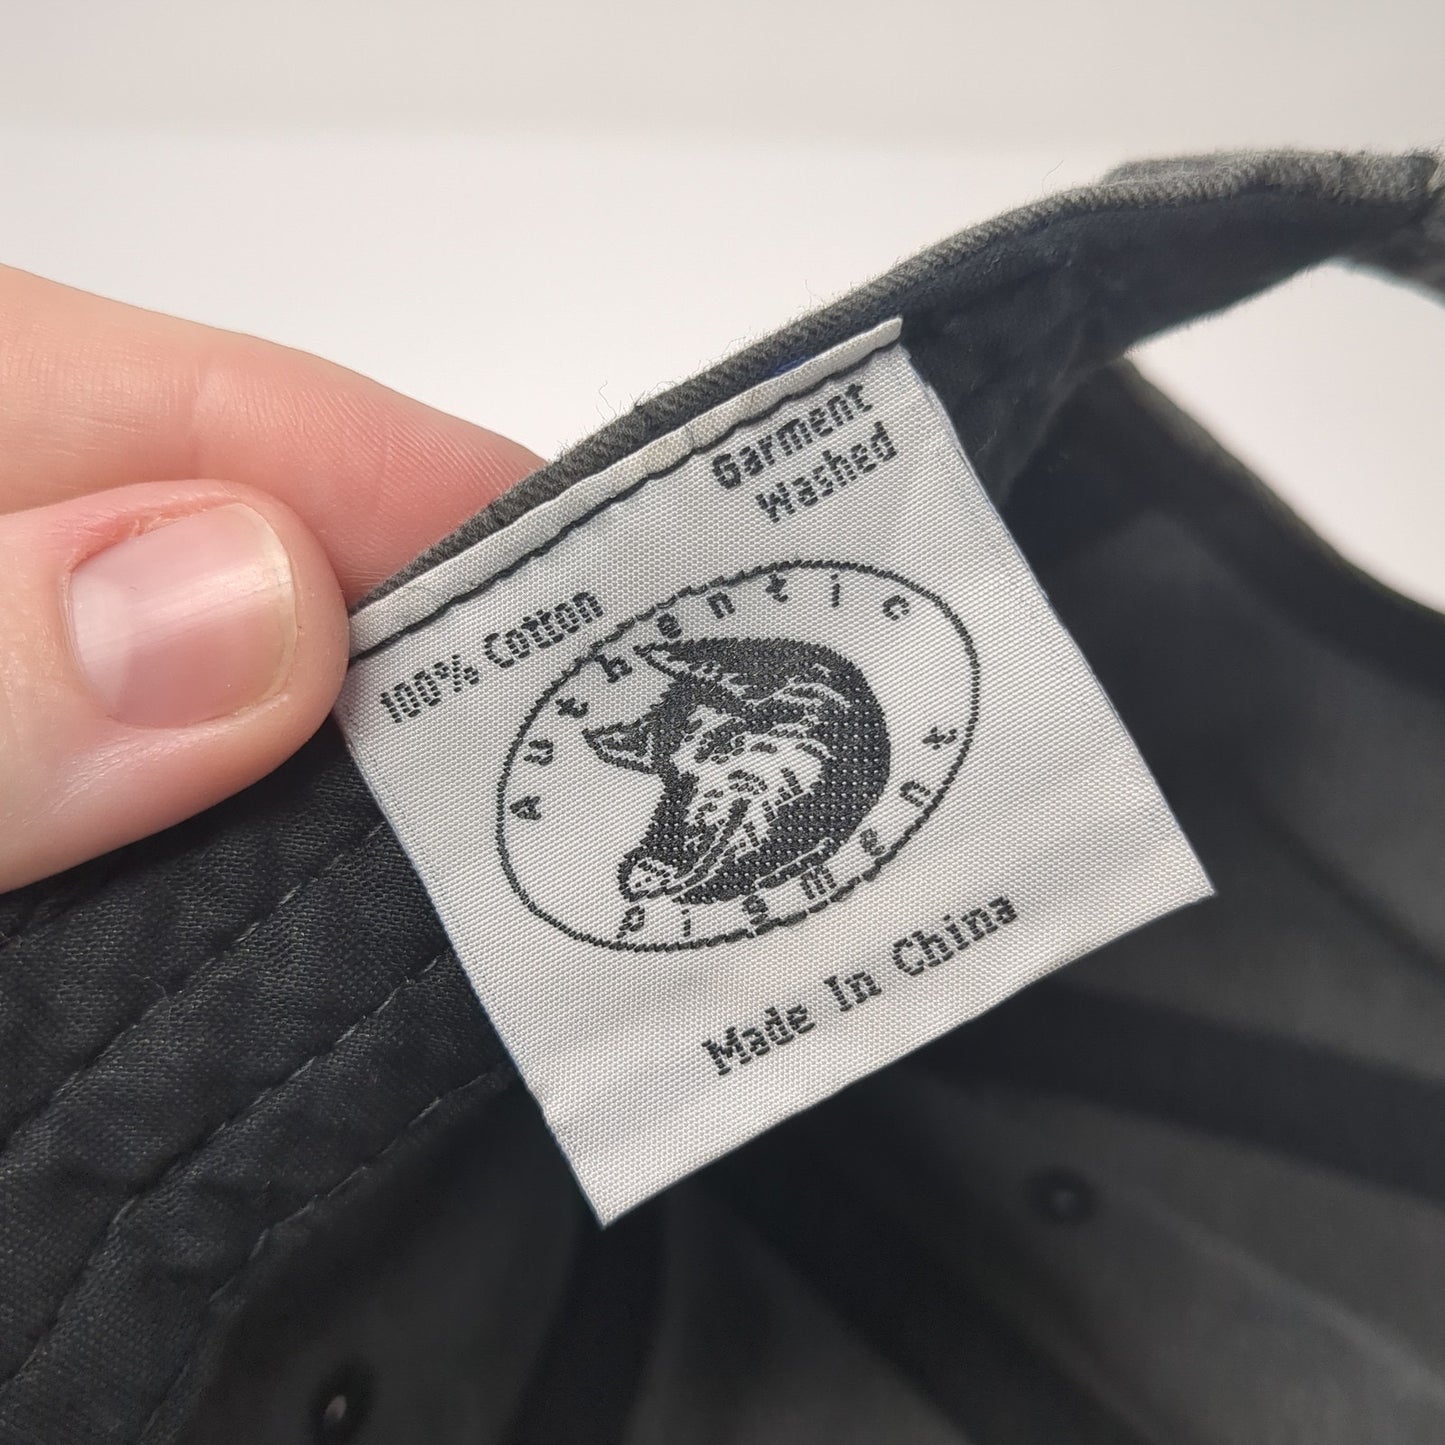 100% Cotton
Garment
Washed
Authentic
pigment
Made In China